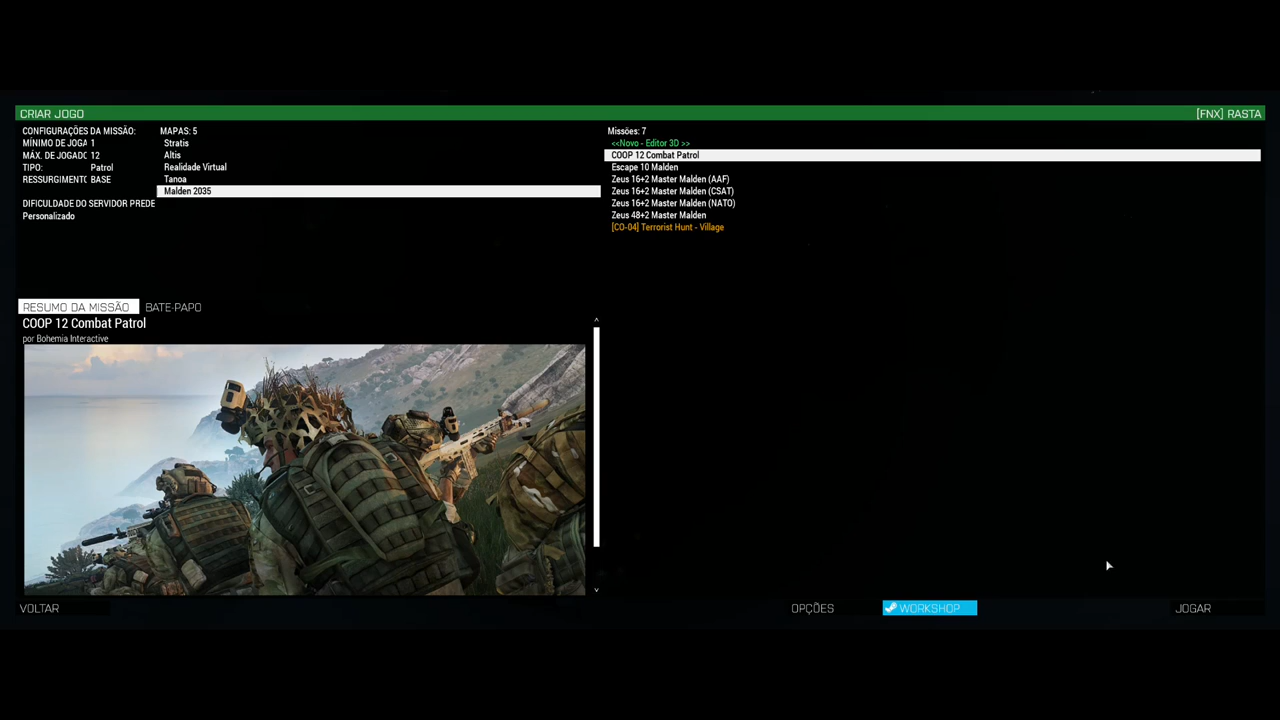 CRIAR JOGO
[FNX] RASTA
CONFIGURAÇÕES DA MISSÃO:
MÍNIMO DE JOGA 1
MÁX. DE JOGADC 12
TIPO: Patrol
RESSURGIMENTC BASE
DIFICULDADE DO SERVIDOR PREDE
Personalizado
MAPAS: 5
Stratis
Altis
Realidade Virtual
Tanoa
Malden 2035
Missões: 7
<<Novo - Editor 3D >>
COOP 12 Combat Patrol
Escape 10 Malden
Zeus 16+2 Master Malden (AAF)
Zeus 16+2 Master Malden (CSAT)
Zeus 16+2 Master Malden (NATO)
Zeus 48+2 Master Malden
[CO-04] Terrorist Hunt - Village
RESUMO DA MISSÃO BATE-PAPO
COOP 12 Combat Patrol
por Bohemia Interactive
VOLTAR
OPÇÕES
WORKSHOP
JOGAR